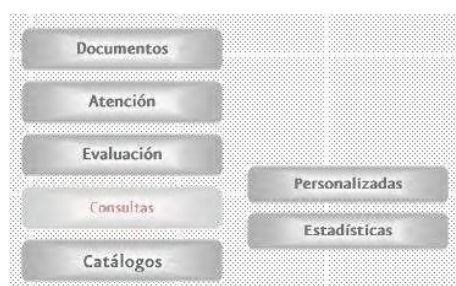 Documentos
Atención
Evaluación
Consultas
Catálogos
Personalizadas
Estadísticas